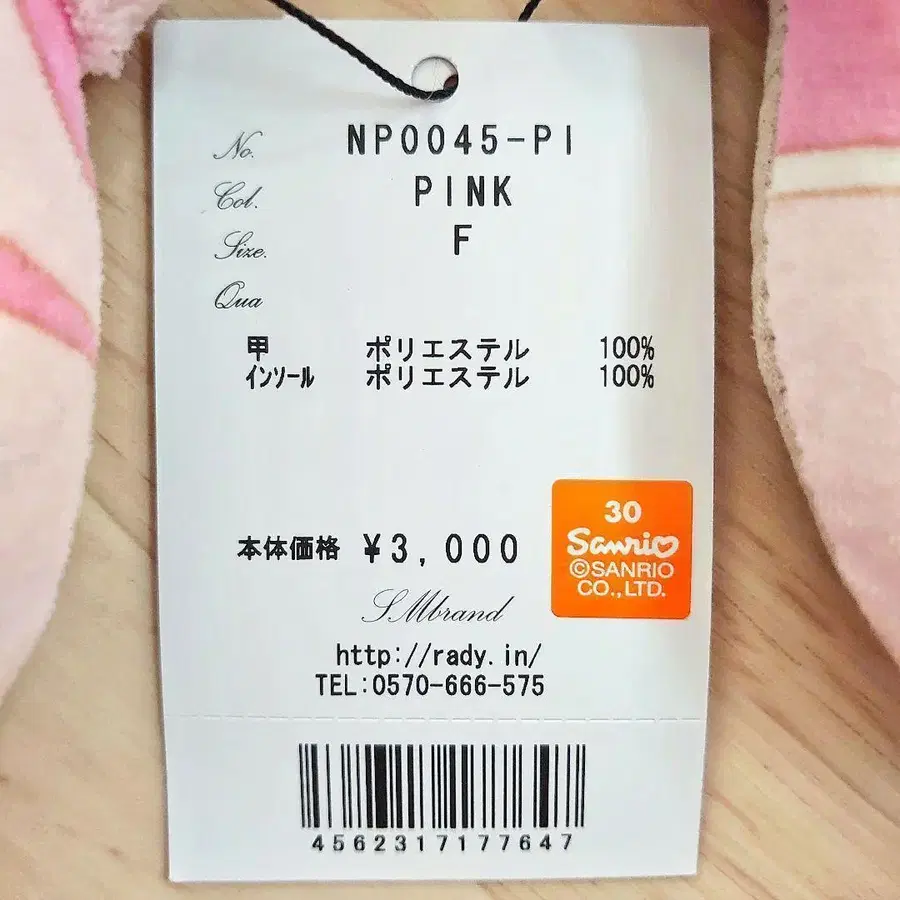 No. NP0045-PI
Col. PINK
Size. F
Qua
甲 ポリエステル 100%
インソール ポリエステル 100%
本体価格 ¥3,000
30
Sanrio
©SANRIO
CO.,LTD.
SMbrand
http://rady.in/
TEL:0570-666-575
4562317177647